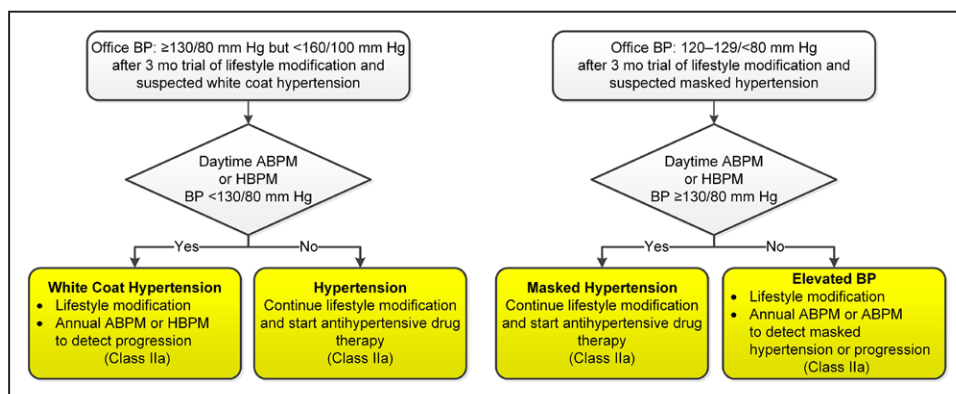 Office BP: ≥130/80 mm Hg but <160/100 mm Hg
after 3 mo trial of lifestyle modification and
suspected white coat hypertension
Daytime ABPM
or HBPM
BP <130/80 mm Hg
Yes
No
White Coat Hypertension
• Lifestyle modification
• Annual ABPM or HBPM
to detect progression
(Class IIa)
Hypertension
Continue lifestyle modification
and start antihypertensive drug
therapy
(Class IIa)
Office BP: 120–129/<80 mm Hg
after 3 mo trial of lifestyle modification and
suspected masked hypertension
Daytime ABPM
or HBPM
BP ≥130/80 mm Hg
Yes
No
Masked Hypertension
Continue lifestyle modification
and start antihypertensive drug
therapy
(Class IIa)
Elevated BP
• Lifestyle modification
• Annual ABPM or ABPM
to detect masked
hypertension or progression
(Class IIa)